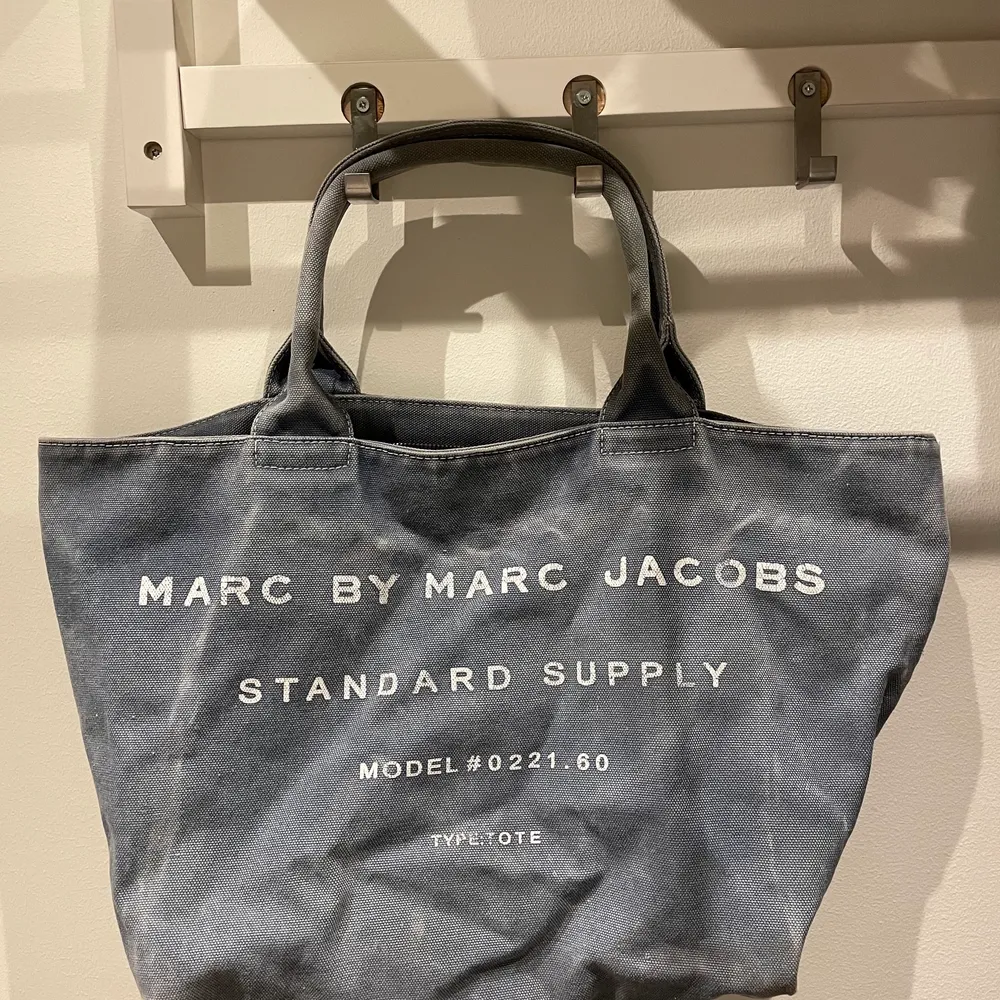 MARC BY MARC JACOBS
STANDARD SUPPLY
MODEL#0221.60
TYPE:TOTE